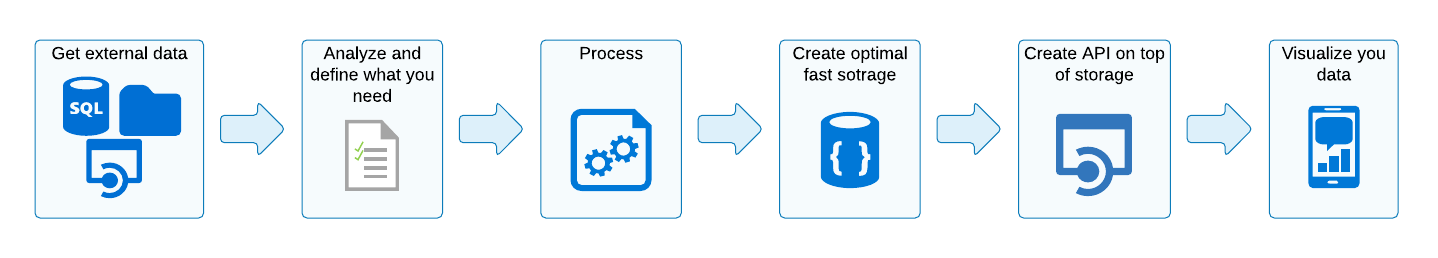 Get external data
SQL
Analyze and
define what you
need
Process
Create optimal
fast sotrage
{ }
Create API on top
of storage
Visualize you
data